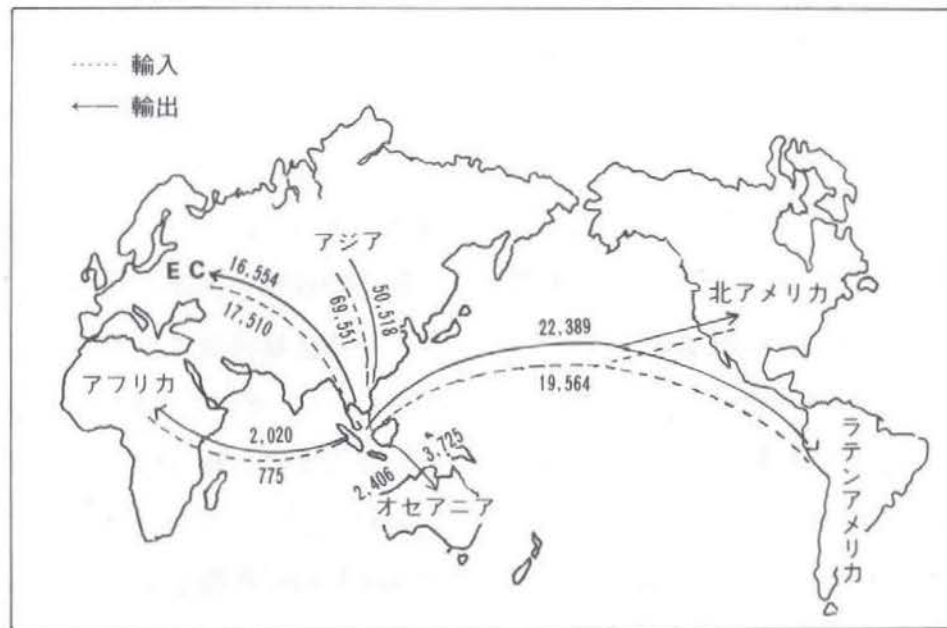 輸入
輸出
アジア
EC
16.554
17.510
69.551
50.518
北アメリカ
22.389
19.564
アフリカ
2.020
775
3.725
2.406
オセアニア
ラテンアメリカ